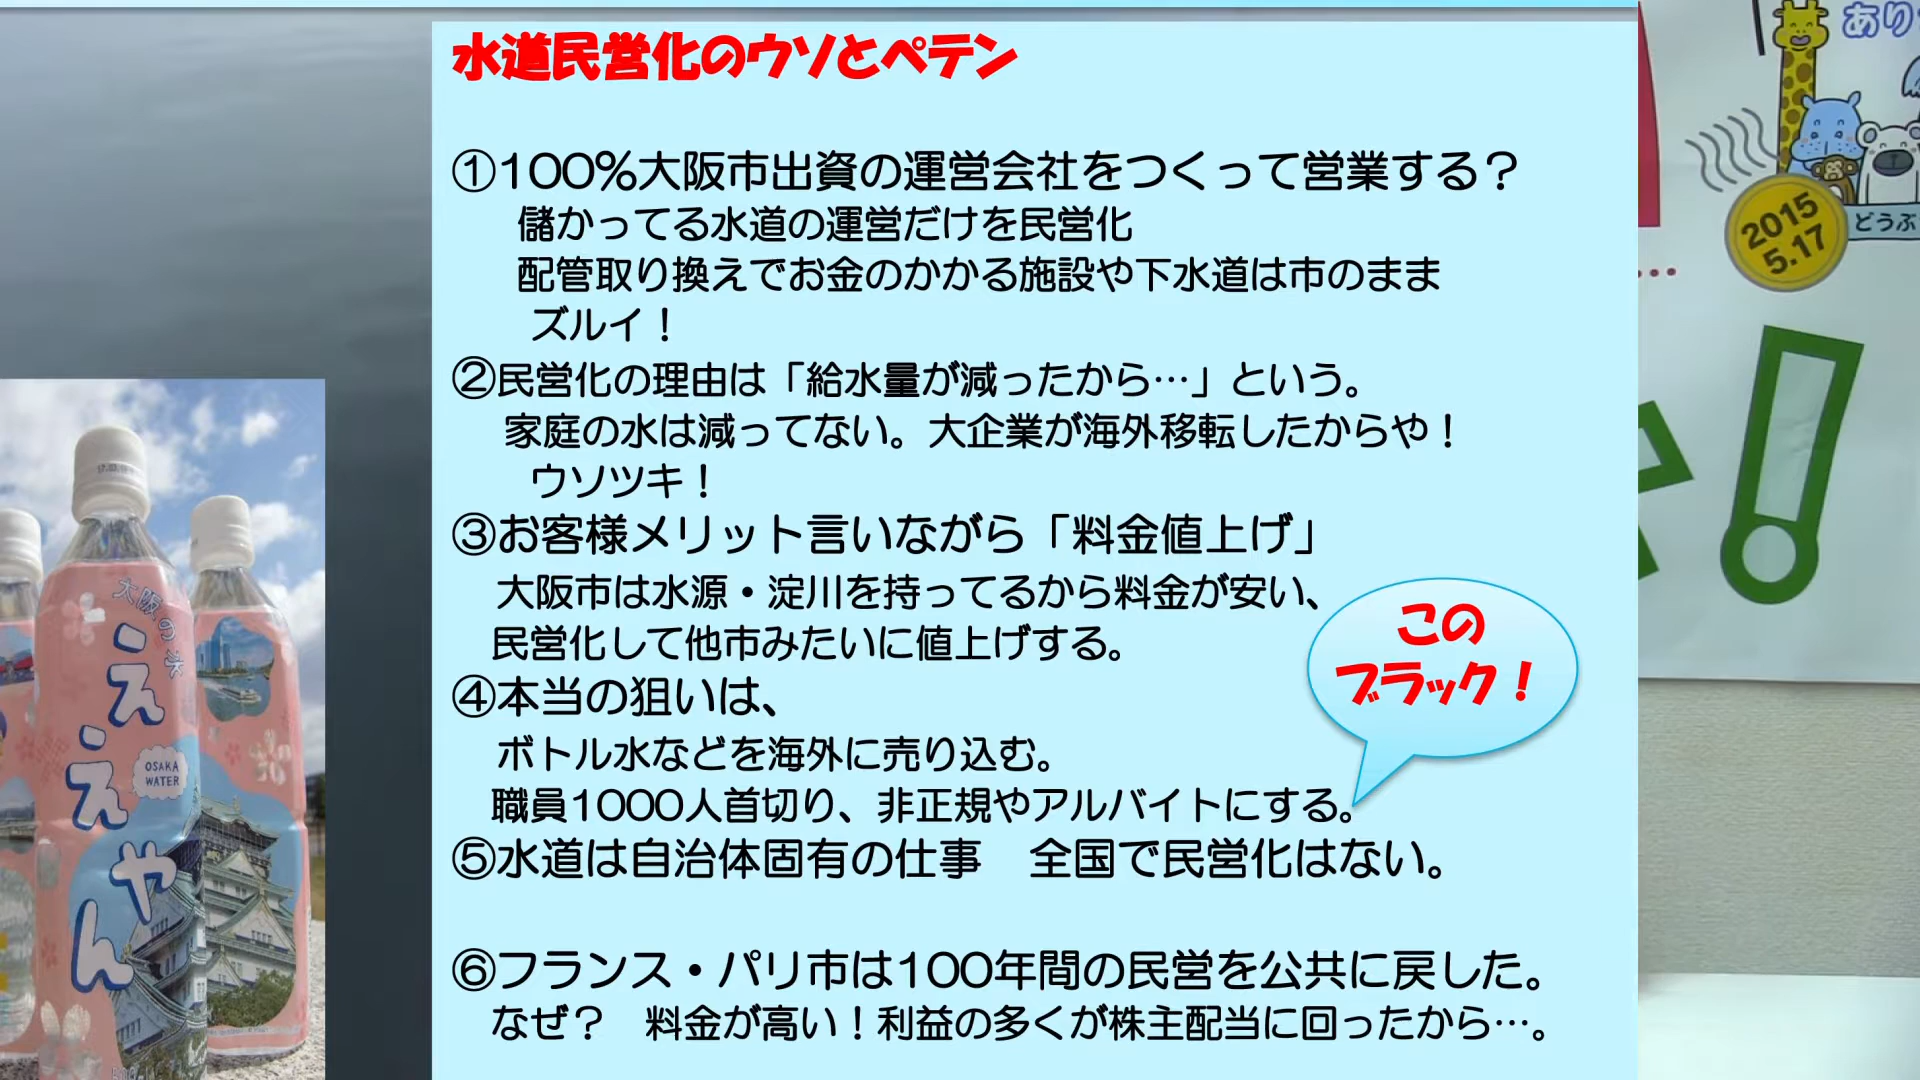 水道民営化のウソとペテン
①100%大阪市出資の運営会社をつくって営業する？
儲かってる水道の運営だけを民営化
配管取り換えでお金のかかる施設や下水道は市のまま
ズルイ！
②民営化の理由は「給水量が減ったから…」という。
家庭の水は減ってない。大企業が海外移転したからや！
ウソツキ！
③お客様メリット言いながら「料金値上げ」
大阪市は水源・淀川を持ってるから料金が安い、
民営化して他市みたいに値上げする。
④本当の狙いは、
ボトル水などを海外に売り込む。
職員1000人首切り、非正規やアルバイトにする。
⑤水道は自治体固有の仕事　全国で民営化はない。
⑥フランス・パリ市は100年間の民営を公共に戻した。
なぜ？　料金が高い！利益の多くが株主配当に回ったから…。
この
ブラック！
大阪の水
ええやん
OSAKA
WATER
あり
2015
5.17
どうぶ
！